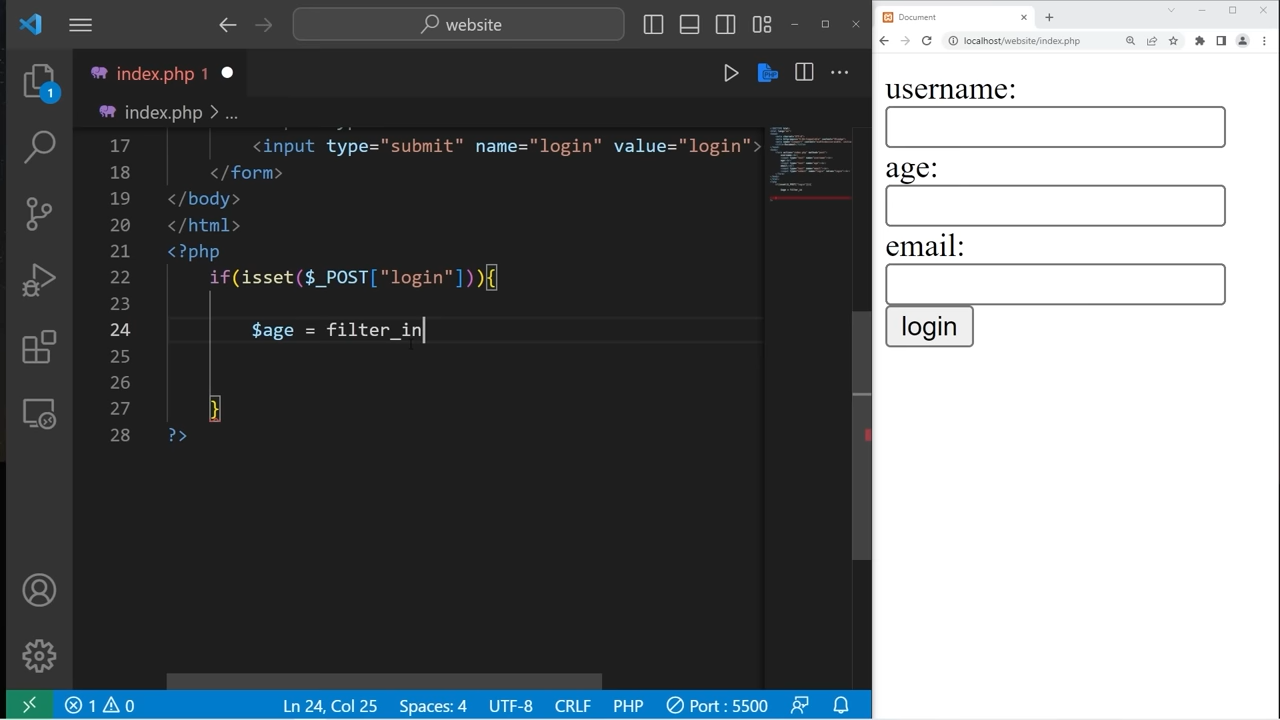 website
index.php 1
index.php > ...
17 <input type="submit" name="login" value="login">
18 </form>
19 </body>
20 </html>
21 <?php
22 if(isset($_POST["login"])){
23
24 $age = filter_in
25
26
27 }
28 ?>
1
1 0
Ln 24, Col 25
Spaces: 4
UTF-8
CRLF
PHP
Port : 5500
Document
localhost/website/index.php
username:
age:
email:
login